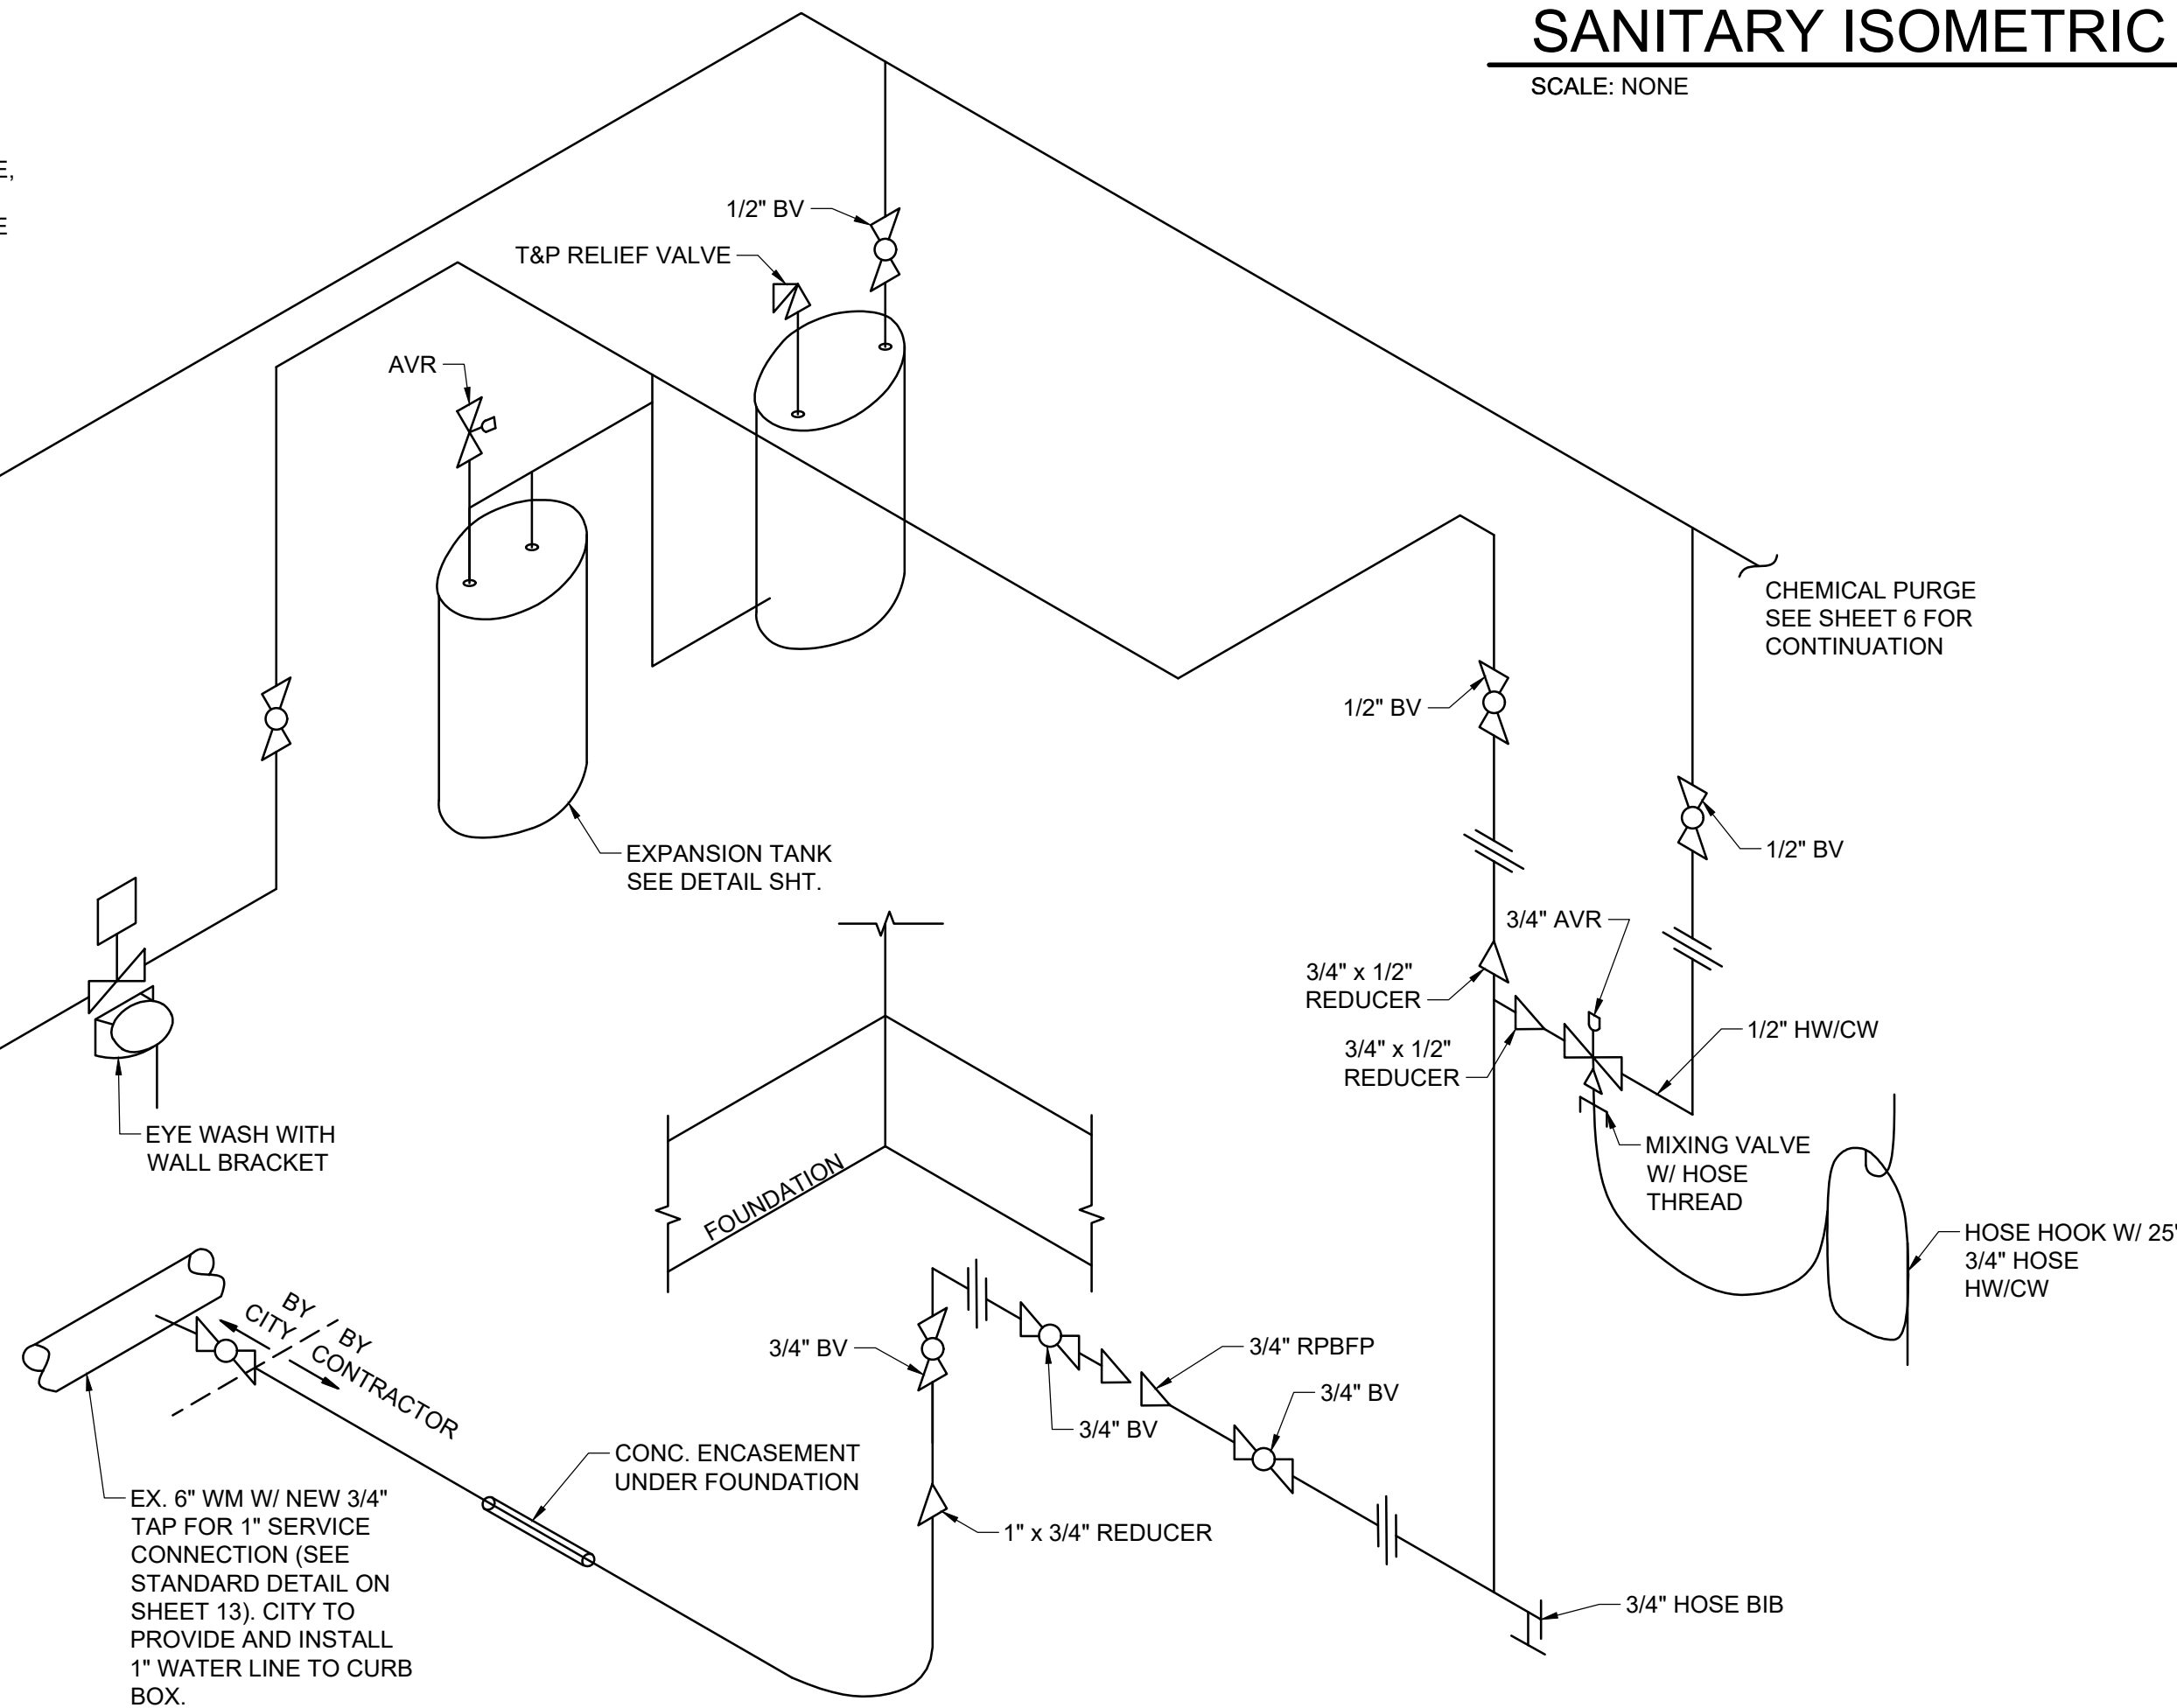 SANITARY ISOMETRIC
SCALE: NONE
E,
E
1/2" BV
T&P RELIEF VALVE
AVR
CHEMICAL PURGE
SEE SHEET 6 FOR
CONTINUATION
1/2" BV
1/2" BV
EXPANSION TANK
SEE DETAIL SHT.
3/4" AVR
3/4" x 1/2"
REDUCER
1/2" HW/CW
3/4" x 1/2"
REDUCER
EYE WASH WITH
WALL BRACKET
MIXING VALVE
W/ HOSE
THREAD
FOUNDATION
HOSE HOOK W/ 25'
3/4" HOSE
HW/CW
BY
CITY
BY
CONTRACTOR
3/4" BV
3/4" RPBFP
3/4" BV
3/4" BV
CONC. ENCASEMENT
UNDER FOUNDATION
EX. 6" WM W/ NEW 3/4"
TAP FOR 1" SERVICE
CONNECTION (SEE
STANDARD DETAIL ON
SHEET 13). CITY TO
PROVIDE AND INSTALL
1" WATER LINE TO CURB
BOX.
1" x 3/4" REDUCER
3/4" HOSE BIB